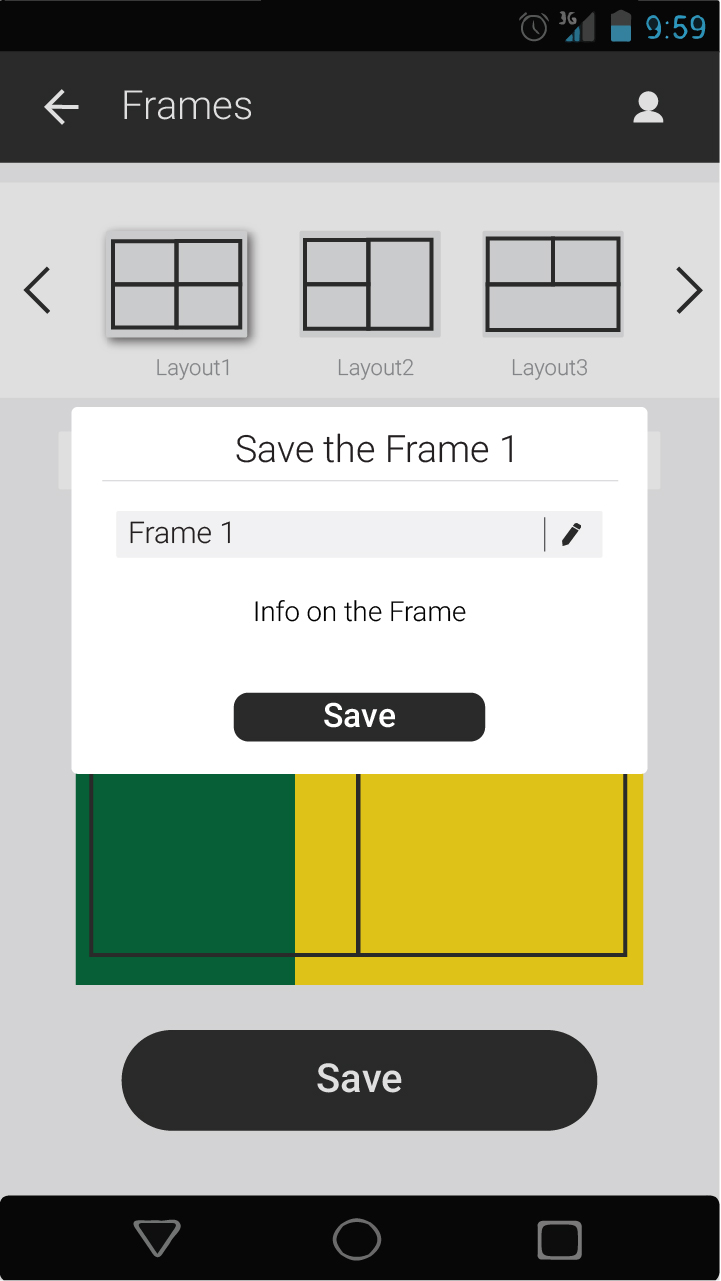 3G 9:59
Frames
Layout1 Layout2 Layout3
Save the Frame 1
Frame 1
Info on the Frame
Save
Save